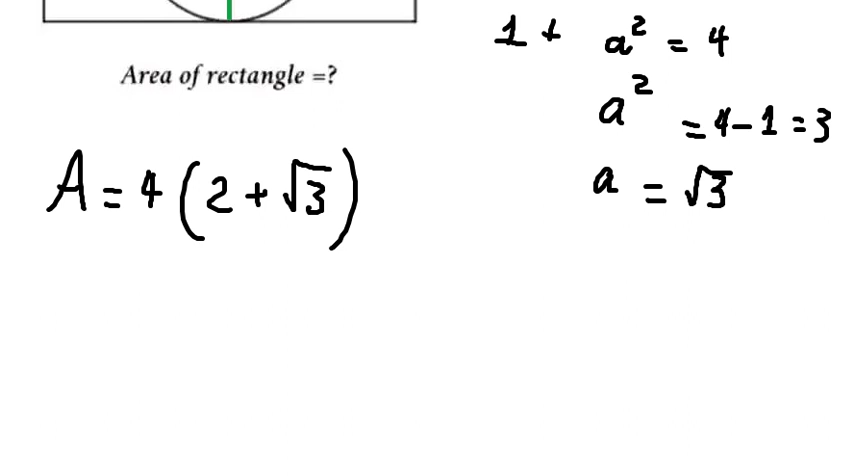 1 + a² = 4
Area of rectangle =?
a² = 4 - 1 = 3
A = 4 (2 + √3)
a = √3